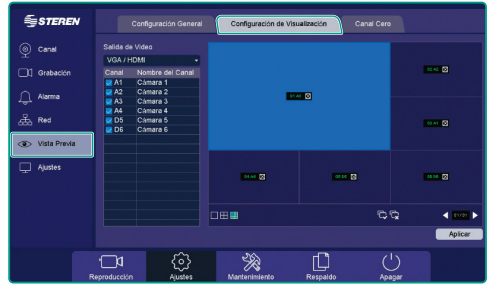 STEREN
Configuración General
Configuración de Visualización
Canal Cero
Canal
Grabación
Alarma
Red
Vista Previa
Ajustes
Salida de Video
VGA / HDMI
Canal Nombre del Canal
A1 Cámara 1
A2 Cámara 2
A3 Cámara 3
A4 Cámara 4
D5 Cámara 5
D6 Cámara 6
01/01
Aplicar
Reproducción
Ajustes
Mantenimiento
Respaldo
Apagar